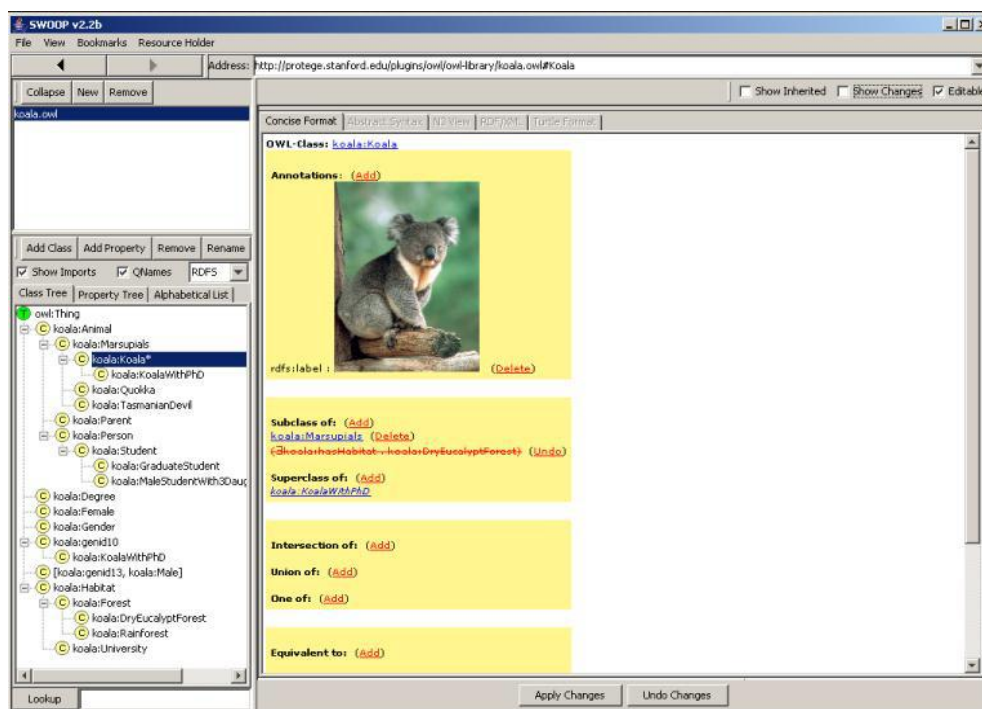 SWOOP v2.2b
File View Bookmarks Resource Holder
Address: http://protege.stanford.edu/plugins/owl/owl-library/koala.owl#Koala
Collapse New Remove
Show Inherited Show Changes Editable
koala.owl
Concise Format Abstract Syntax N3 View RDF/XML Turtle Format
OWL-Class: koala:Koala
Annotations: (Add)
rdfs:label : (Delete)
Add Class Add Property Remove Rename
Show Imports QNames RDFS
Class Tree Property Tree Alphabetical List
owl:Thing
koala:Animal
koala:Marsupials
koala:Koala*
koala:KoalaWithPhD
koala:Quokka
koala:TasmanianDevil
koala:Parent
koala:Person
koala:Student
koala:GraduateStudent
koala:MaleStudentWith3Daug
koala:Degree
koala:Female
koala:Gender
koala:genid10
koala:KoalaWithPhD
[koala:genid13, koala:Male]
koala:Habitat
koala:Forest
koala:DryEucalyptForest
koala:Rainforest
koala:University
Lookup
Subclass of: (Add)
koala:Marsupials (Delete)
(∃koala:hasHabitat . koala:DryEucalyptForest) (Undo)
Superclass of: (Add)
koala:KoalaWithPhD
Intersection of: (Add)
Union of: (Add)
One of: (Add)
Equivalent to: (Add)
Apply Changes Undo Changes